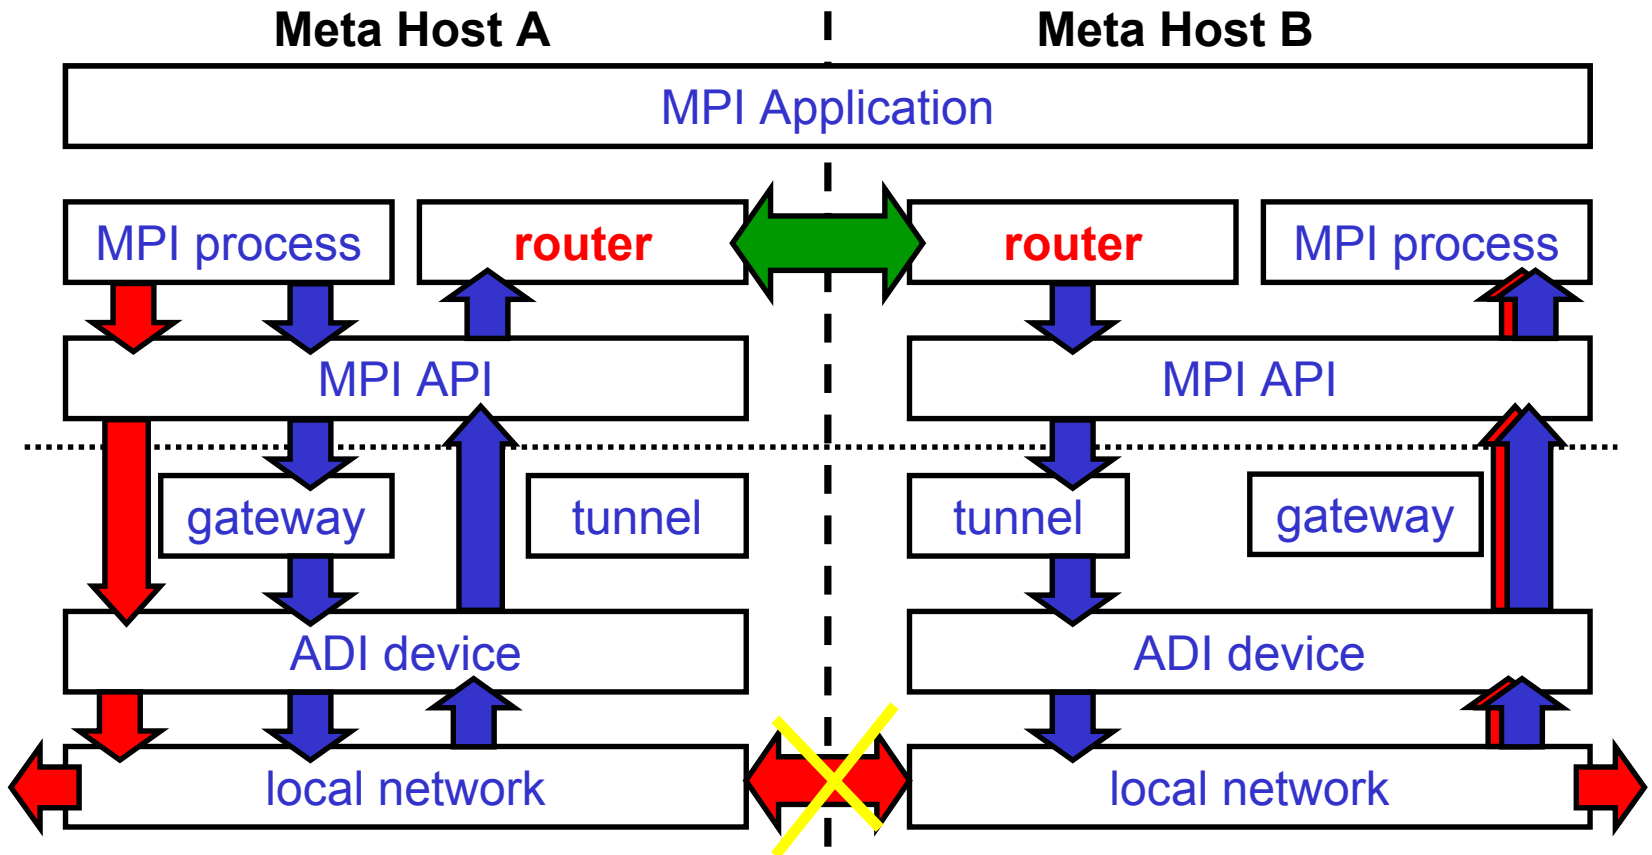 Meta Host A Meta Host B
MPI Application
MPI process router router MPI process
MPI API MPI API
gateway tunnel tunnel gateway
ADI device ADI device
local network local network